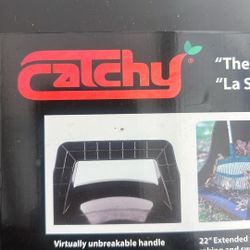 catchy®
"The
"La S
Virtually unbreakable handle
22" Extended